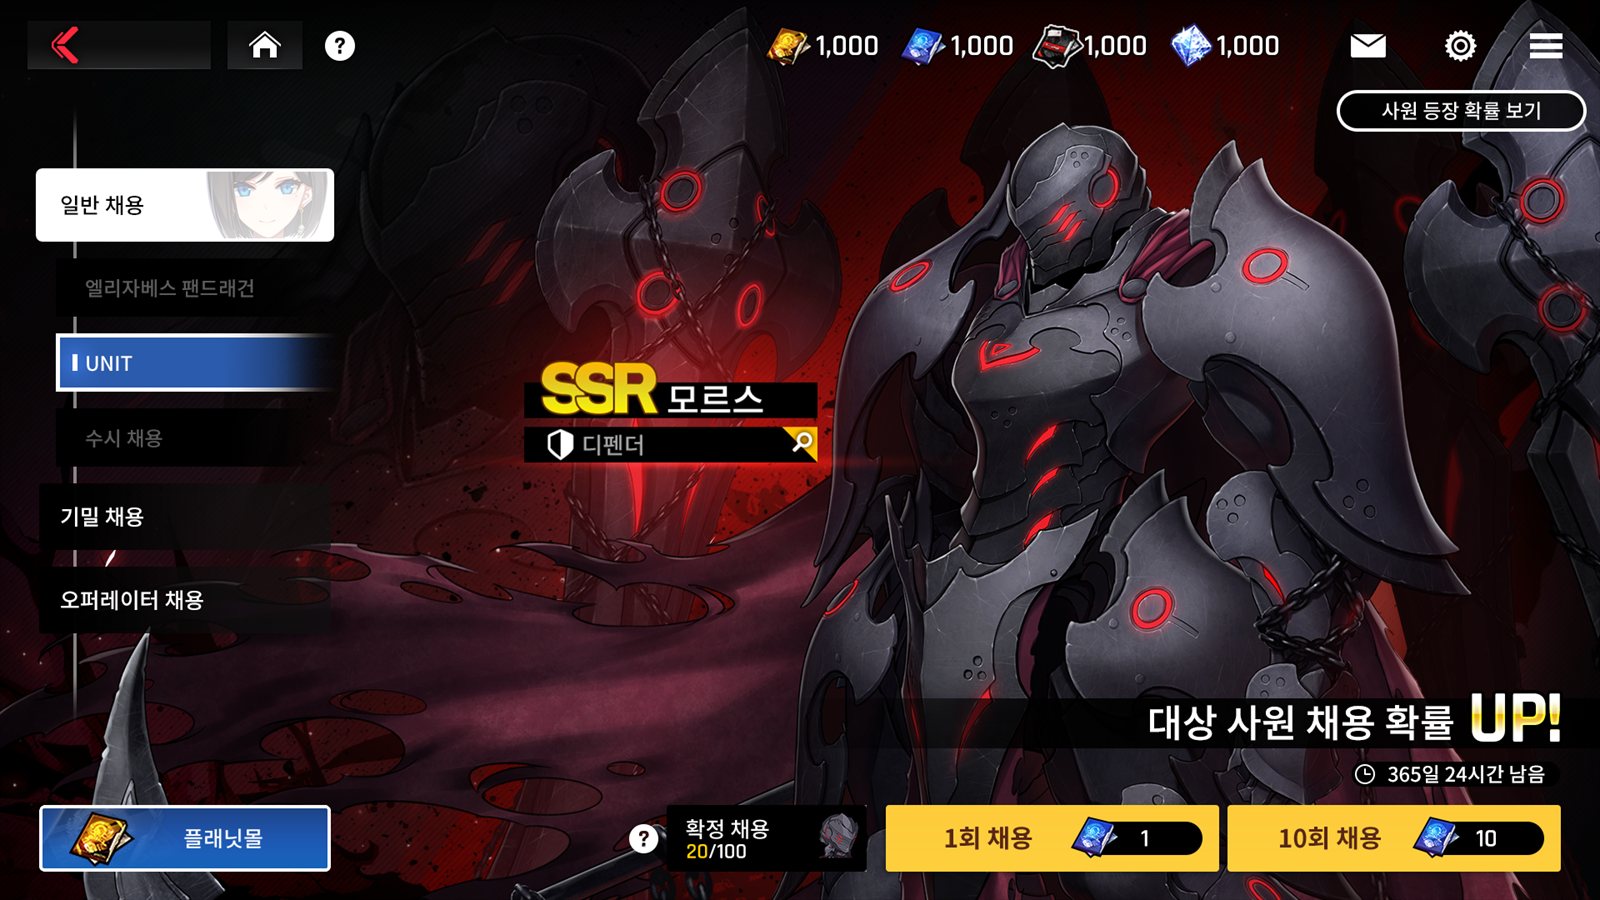 ?
1,000
1,000
1,000
1,000
사원 등장 확률 보기
일반 채용
엘리자베스 팬드래건
UNIT
수시 채용
기밀 채용
오퍼레이터 채용
SSR 모르스
디펜더
대상 사원 채용 확률 UP!
365일 24시간 남음
플래닛몰
?
확정 채용
20/100
1회 채용 1
10회 채용 10